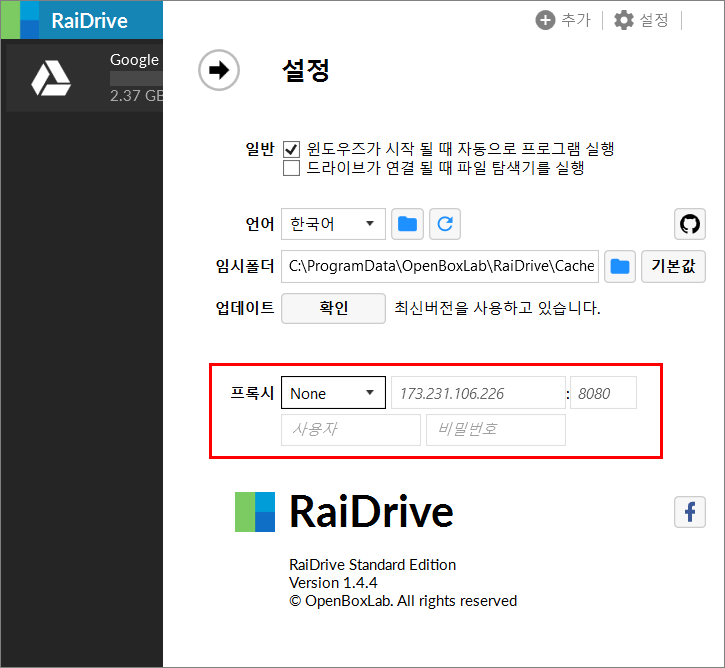 RaiDrive
추가
설정
Google
2.37 GB
설정
일반 윈도우즈가 시작 될 때 자동으로 프로그램 실행
드라이브가 연결 될 때 파일 탐색기를 실행
언어 한국어
임시폴더 C:\ProgramData\OpenBoxLab\RaiDrive\Cache 기본값
업데이트 확인 최신버전을 사용하고 있습니다.
프록시 None 173.231.106.226 : 8080
사용자 비밀번호
RaiDrive
RaiDrive Standard Edition
Version 1.4.4
© OpenBoxLab. All rights reserved